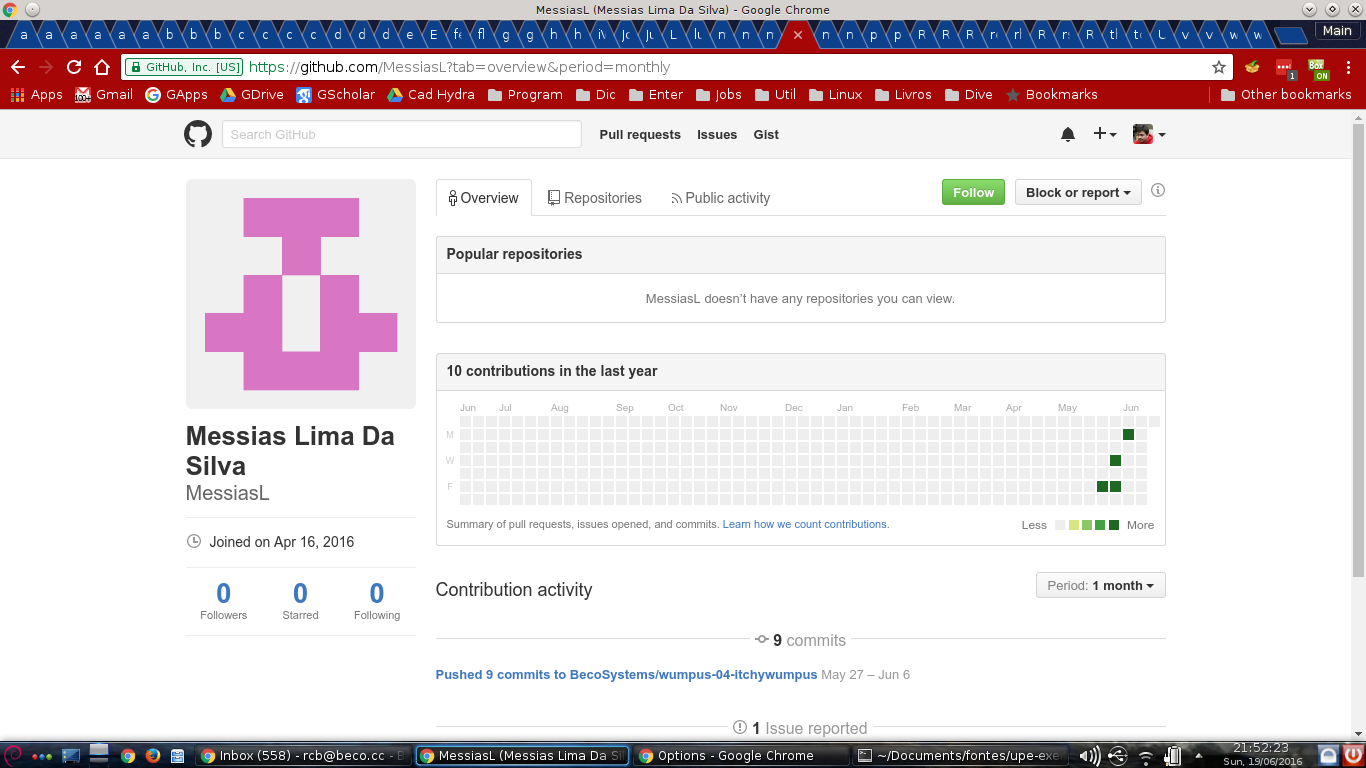 MessiasL (Messias Lima Da Silva) - Google Chrome
a a a a a a b b b c c c d d d e E f fl g g h h i J L l n n n n n p p R R R r r R R t t L v v w w Main
GitHub, Inc. [US] https://github.com/MessiasL?tab=overview&period=monthly 1 BOX ON
Apps Gmail GApps GDrive GScholar Cad Hydra Program Dic Enter Jobs Util Linux Livros Dive Bookmarks Other bookmarks
Search GitHub Pull requests Issues Gist
Overview Repositories Public activity Follow Block or report
Popular repositories
MessiasL doesn't have any repositories you can view.
10 contributions in the last year
Jun Jul Aug Sep Oct Nov Dec Jan Feb Mar Apr May Jun
M
W
F
Summary of pull requests, issues opened, and commits. Learn how we count contributions. Less More
Messias Lima Da
Silva
MessiasL
Joined on Apr 16, 2016
0 0 0
Followers Starred Following
Contribution activity Period: 1 month
9 commits
Pushed 9 commits to BecoSystems/wumpus-04-itchywumpus May 27 – Jun 6
1 Issue reported
Inbox (558) - rcb@beco.cc - B MessiasL (Messias Lima Da Sil Options - Google Chrome ~/Documents/fontes/upe-exe 21:52:23
Sun, 19/06/2016